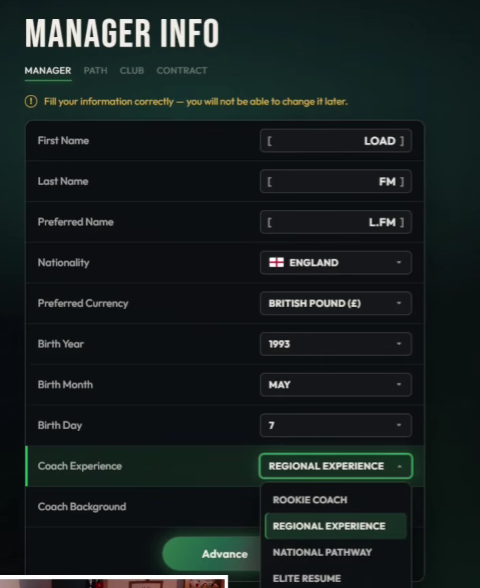 MANAGER INFO
MANAGER PATH CLUB CONTRACT
! Fill your information correctly — you will not be able to change it later.
First Name [ LOAD ]
Last Name [ FM ]
Preferred Name [ L.FM ]
Nationality ENGLAND
Preferred Currency BRITISH POUND (£)
Birth Year 1993
Birth Month MAY
Birth Day 7
Coach Experience REGIONAL EXPERIENCE
Coach Background
ROOKIE COACH
REGIONAL EXPERIENCE
NATIONAL PATHWAY
ELITE RESUME
Advance